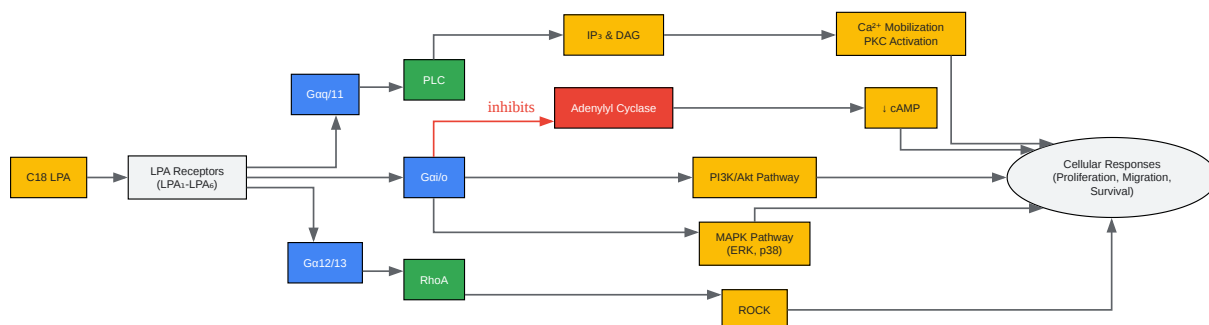 IP₃ & DAG
Ca²⁺ Mobilization
PKC Activation
PLC
Gαq/11
inhibits
Adenylyl Cyclase
↓ cAMP
C18 LPA
LPA Receptors
(LPA₁-LPA₆)
Gαi/o
PI3K/Akt Pathway
Cellular Responses
(Proliferation, Migration,
Survival)
MAPK Pathway
(ERK, p38)
Gα12/13
RhoA
ROCK